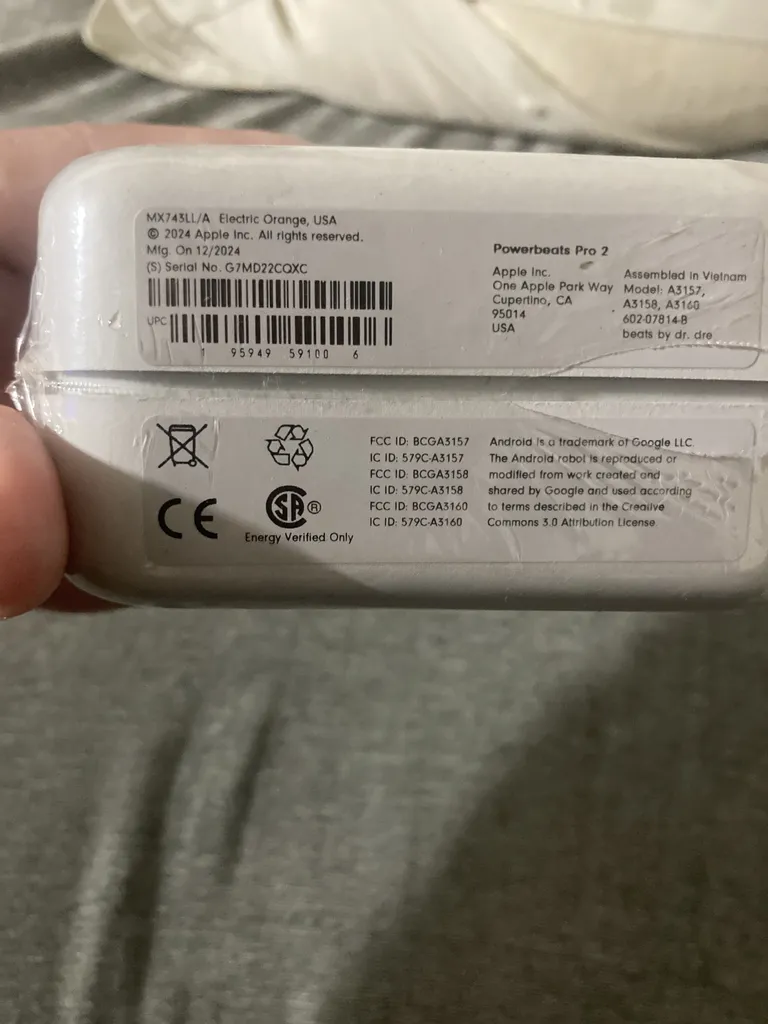 MX743LL/A Electric Orange, USA
© 2024 Apple Inc. All rights reserved.
Mfg. On 12/2024
(S) Serial No. G7MD22CQXC
UPC
1 95949 59100 6
Powerbeats Pro 2
Apple Inc.
One Apple Park Way
Cupertino, CA
95014
USA
Assembled in Vietnam
Model: A3157,
A3158, A3160
602-07814-B
beats by dr. dre
CE
SA®
Energy Verified Only
FCC ID: BCGA3157
IC ID: 579C-A3157
FCC ID: BCGA3158
IC ID: 579C-A3158
FCC ID: BCGA3160
IC ID: 579C-A3160
Android is a trademark of Google LLC.
The Android robot is reproduced or
modified from work created and
shared by Google and used according
to terms described in the Creative
Commons 3.0 Attribution License.